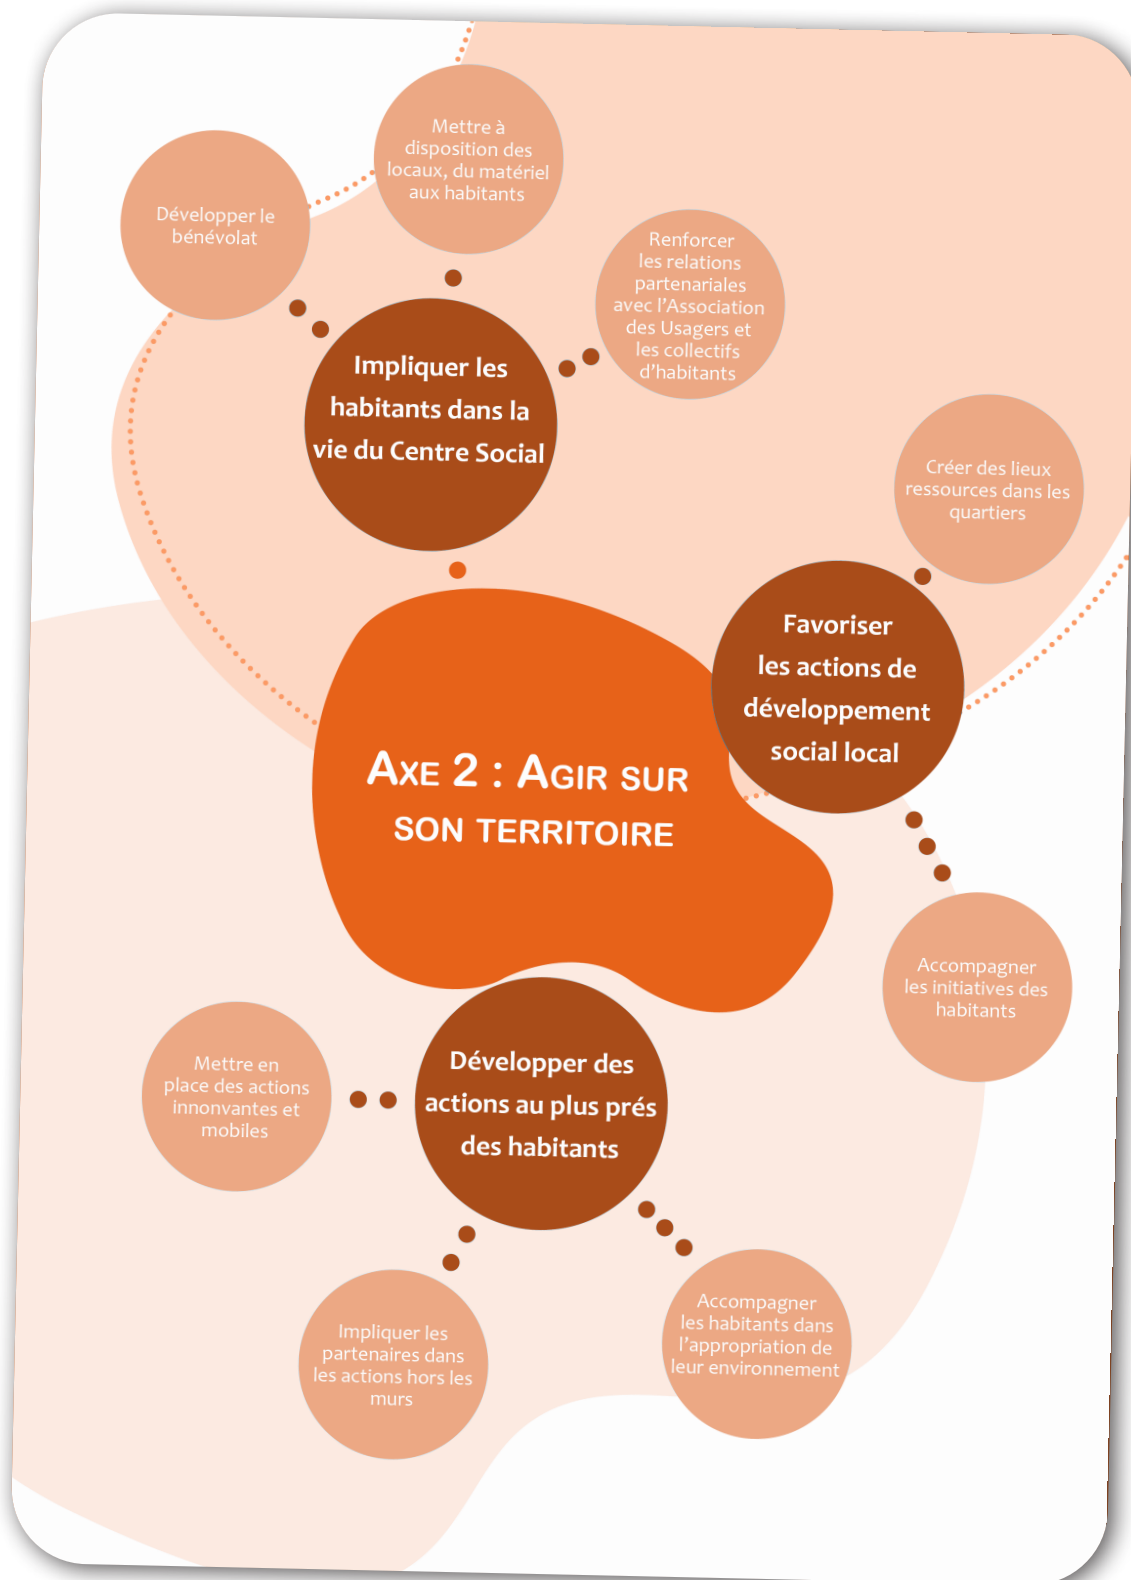 Mettre à
disposition des
locaux, du matériel
aux habitants
Développer le
bénévolat
Renforcer
les relations
partenariales
avec l'Association
des Usagers et
les collectifs
d'habitants
Impliquer les
habitants dans la
vie du Centre Social
Créer des lieux
ressources dans les
quartiers
Favoriser
les actions de
développement
social local
Axe 2 : Agir sur
son territoire
Accompagner
les initiatives des
habitants
Développer des
actions au plus prés
des habitants
Mettre en
place des actions
innonvantes et
mobiles
Impliquer les
partenaires dans
les actions hors les
murs
Accompagner
les habitants dans
l'appropriation de
leur environnement